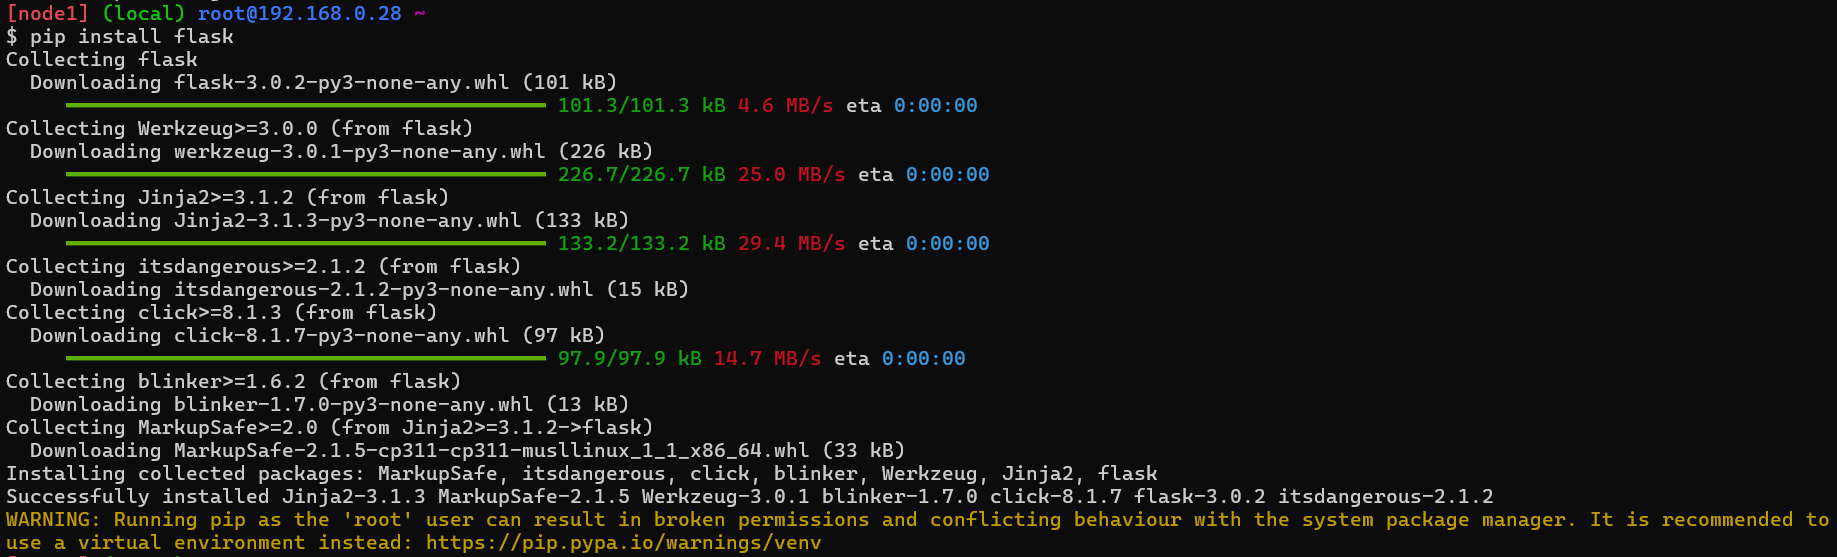 [node1] (local) root@192.168.0.28 ~
$ pip install flask
Collecting flask
  Downloading flask-3.0.2-py3-none-any.whl (101 kB)
     101.3/101.3 kB 4.6 MB/s eta 0:00:00
Collecting Werkzeug>=3.0.0 (from flask)
  Downloading werkzeug-3.0.1-py3-none-any.whl (226 kB)
     226.7/226.7 kB 25.0 MB/s eta 0:00:00
Collecting Jinja2>=3.1.2 (from flask)
  Downloading Jinja2-3.1.3-py3-none-any.whl (133 kB)
     133.2/133.2 kB 29.4 MB/s eta 0:00:00
Collecting itsdangerous>=2.1.2 (from flask)
  Downloading itsdangerous-2.1.2-py3-none-any.whl (15 kB)
Collecting click>=8.1.3 (from flask)
  Downloading click-8.1.7-py3-none-any.whl (97 kB)
     97.9/97.9 kB 14.7 MB/s eta 0:00:00
Collecting blinker>=1.6.2 (from flask)
  Downloading blinker-1.7.0-py3-none-any.whl (13 kB)
Collecting MarkupSafe>=2.0 (from Jinja2>=3.1.2->flask)
  Downloading MarkupSafe-2.1.5-cp311-cp311-musllinux_1_1_x86_64.whl (33 kB)
Installing collected packages: MarkupSafe, itsdangerous, click, blinker, Werkzeug, Jinja2, flask
Successfully installed Jinja2-3.1.3 MarkupSafe-2.1.5 Werkzeug-3.0.1 blinker-1.7.0 click-8.1.7 flask-3.0.2 itsdangerous-2.1.2
WARNING: Running pip as the 'root' user can result in broken permissions and conflicting behaviour with the system package manager. It is recommended to
use a virtual environment instead: https://pip.pypa.io/warnings/venv